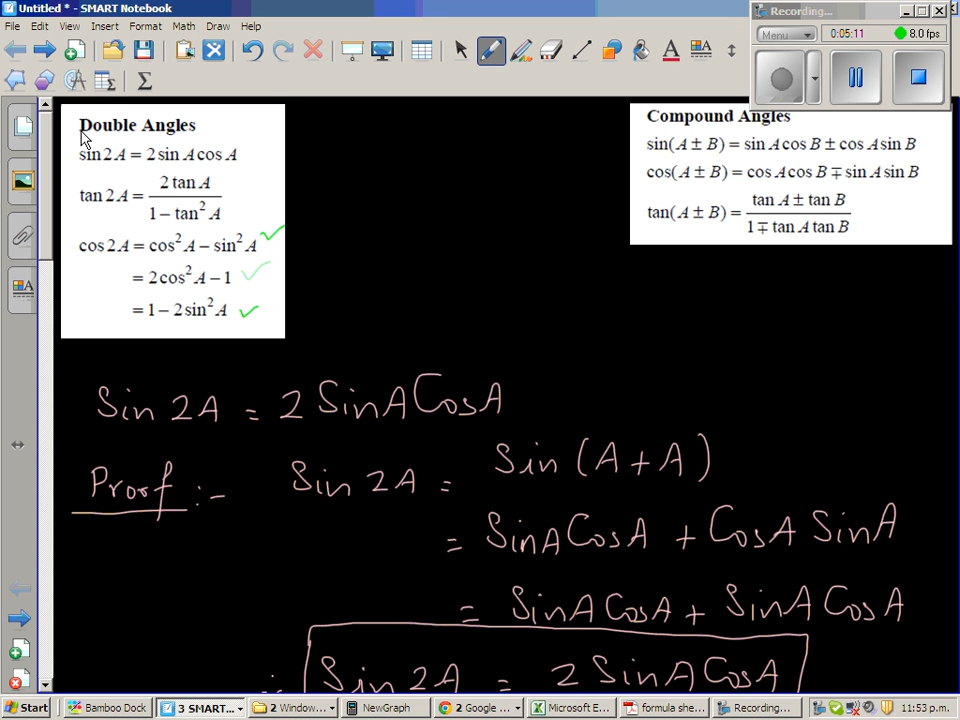 Untitled * - SMART Notebook
Recording...
File Edit View Insert Format Math Draw Help
Menu 0:05:11 8.0 fps
Double Angles
sin 2A = 2 sin A cos A
tan 2A = 2 tan A / 1 − tan² A
cos 2A = cos² A − sin² A
= 2cos² A − 1
= 1 − 2 sin² A
Compound Angles
sin(A ± B) = sin A cos B ± cos A sin B
cos(A ± B) = cos A cos B ∓ sin A sin B
tan(A ± B) = tan A ± tan B / 1 ∓ tan A tan B
Sin 2A = 2 SinA CosA
Proof :- Sin 2A = Sin (A + A)
= SinA CosA + CosA SinA
= SinA CosA + SinA CosA
∴ Sin 2A = 2 SinA CosA
Start Bamboo Dock 3 SMART... 2 Window... NewGraph 2 Google ... Microsoft E... formula she... Recording... 11:53 p.m.